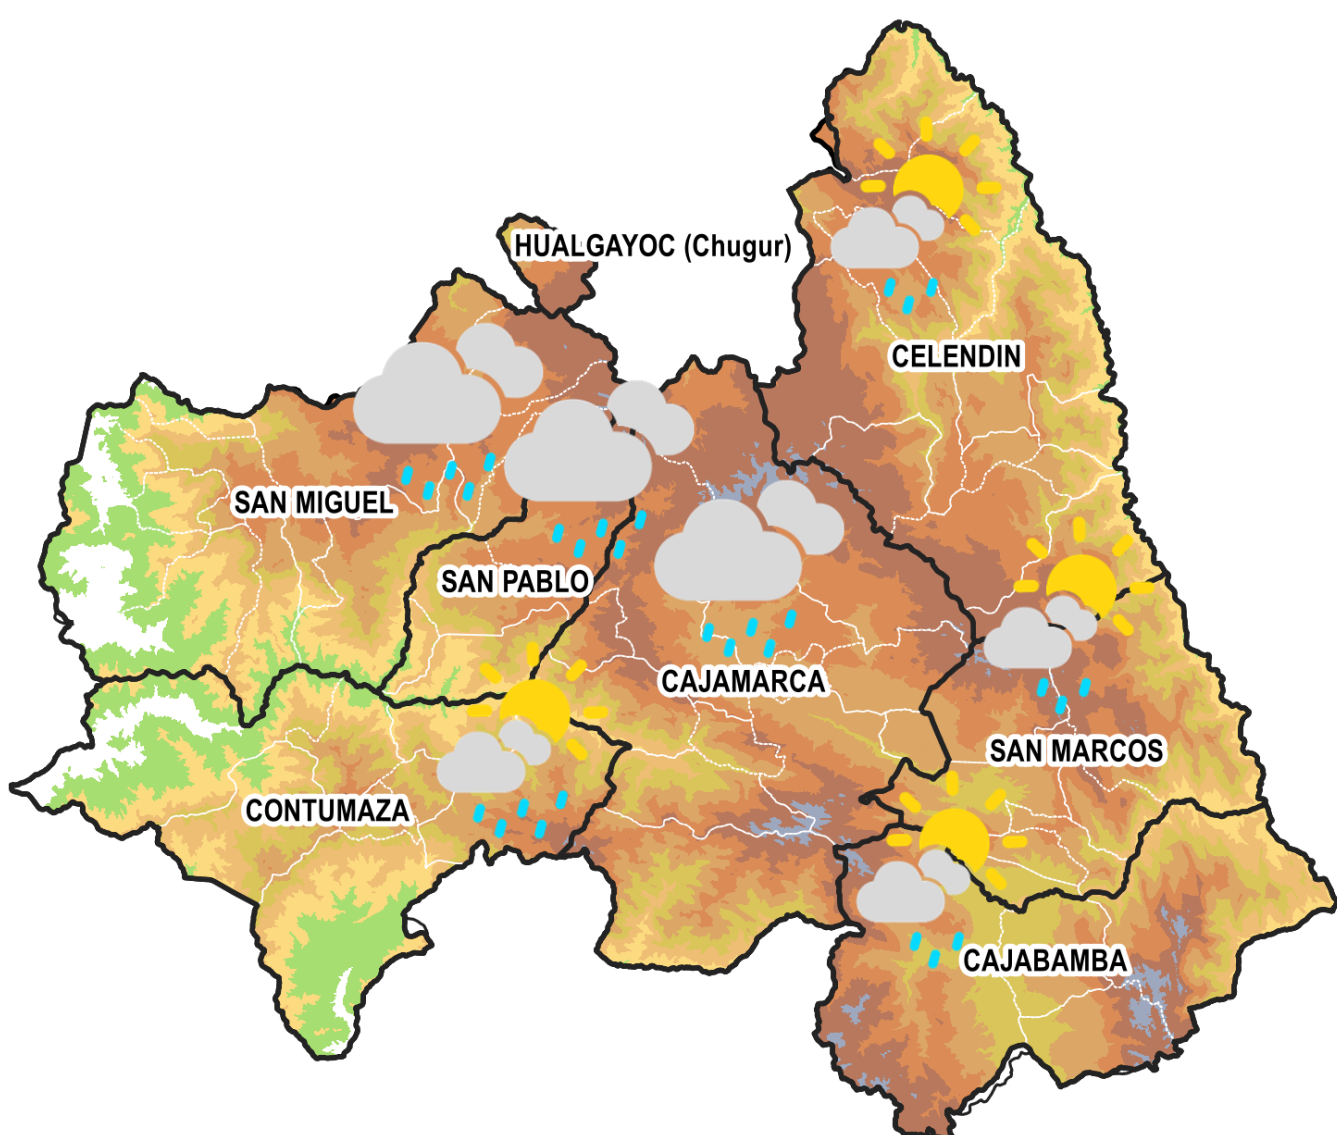 HUALGAYOC (Chugur)
CELENDIN
SAN MIGUEL
SAN PABLO
CAJAMARCA
SAN MARCOS
CONTUMAZA
CAJABAMBA